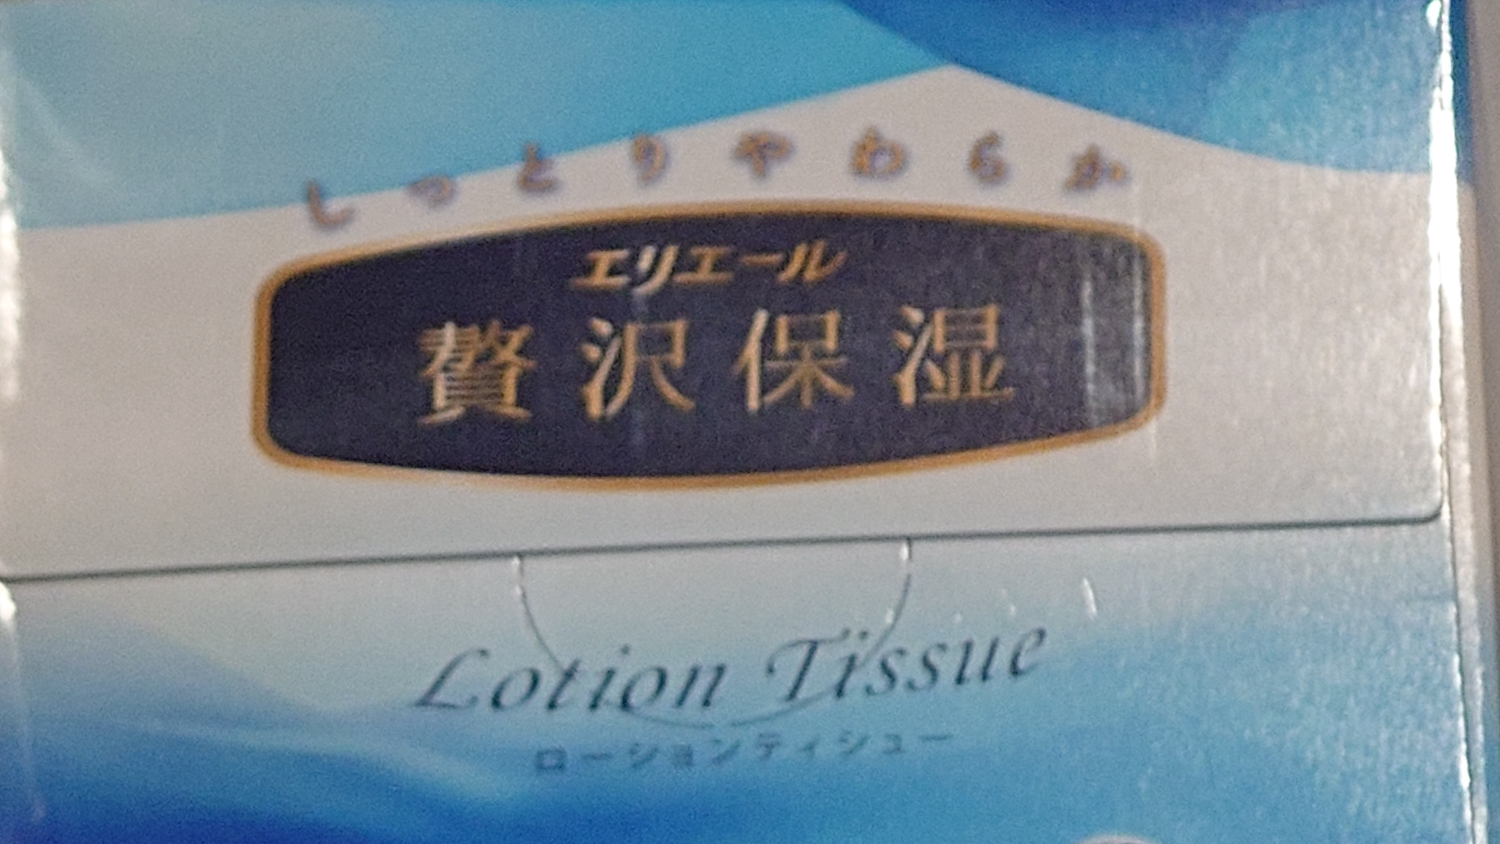 しっとりやわらか
エリエール
贅沢保湿
Lotion Tissue
ローションティシュー